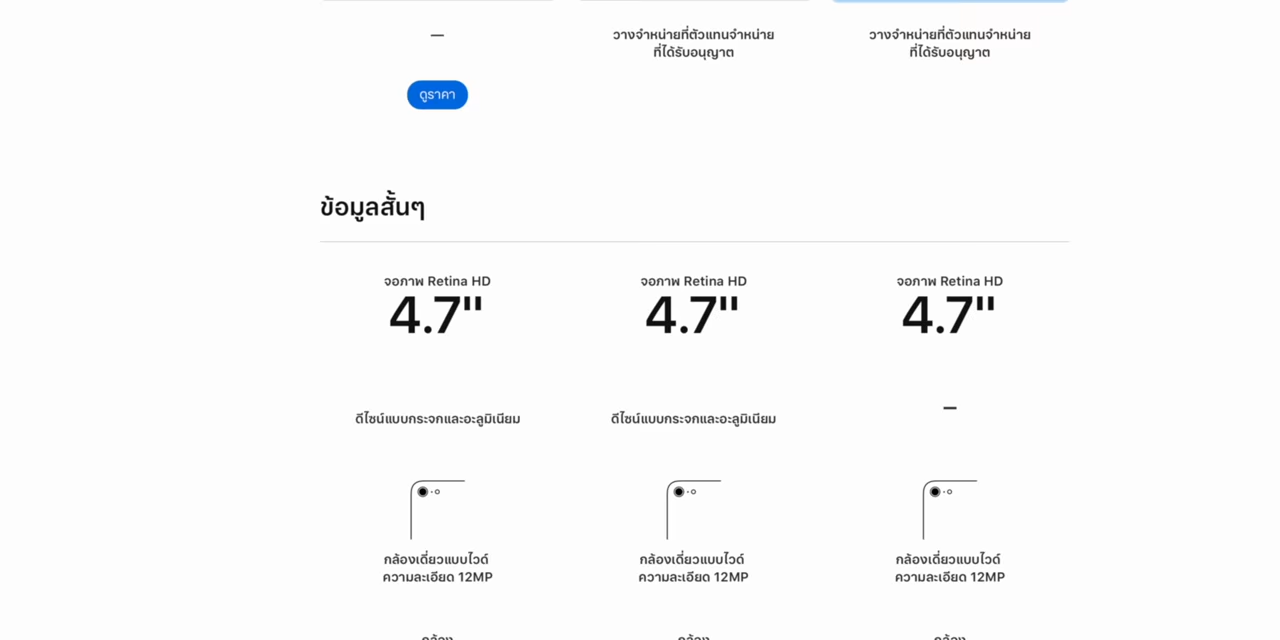 —
วางจำหน่ายที่ตัวแทนจำหน่าย
ที่ได้รับอนุญาต
วางจำหน่ายที่ตัวแทนจำหน่าย
ที่ได้รับอนุญาต
ดูราคา
ข้อมูลสั้นๆ
จอภาพ Retina HD
4.7"
จอภาพ Retina HD
4.7"
จอภาพ Retina HD
4.7"
ดีไซน์แบบกระจกและอะลูมิเนียม
ดีไซน์แบบกระจกและอะลูมิเนียม
—
กล้องเดี่ยวแบบไวด์
ความละเอียด 12MP
กล้องเดี่ยวแบบไวด์
ความละเอียด 12MP
กล้องเดี่ยวแบบไวด์
ความละเอียด 12MP